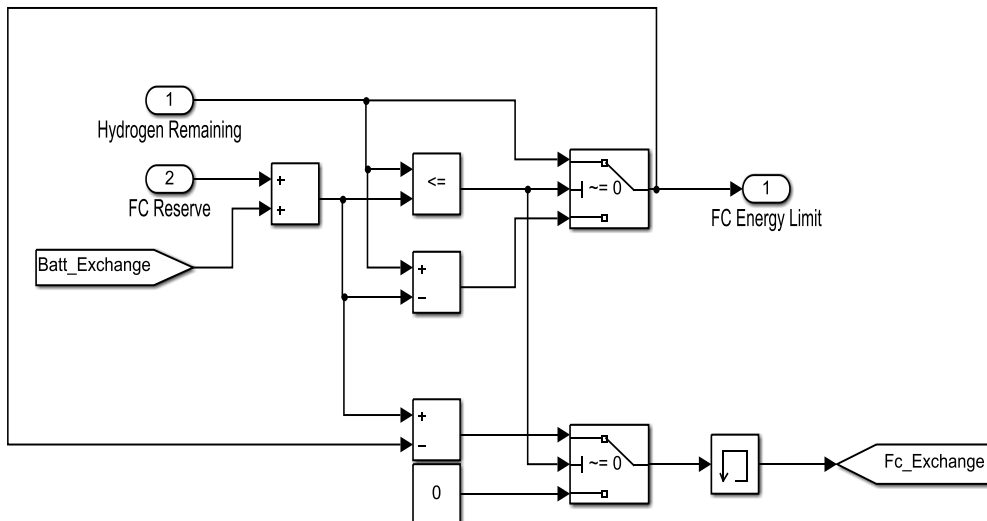 1
Hydrogen Remaining
2
FC Reserve
+
+
Batt_Exchange
<=
+
−
~= 0
1
FC Energy Limit
+
−
0
~= 0
Fc_Exchange